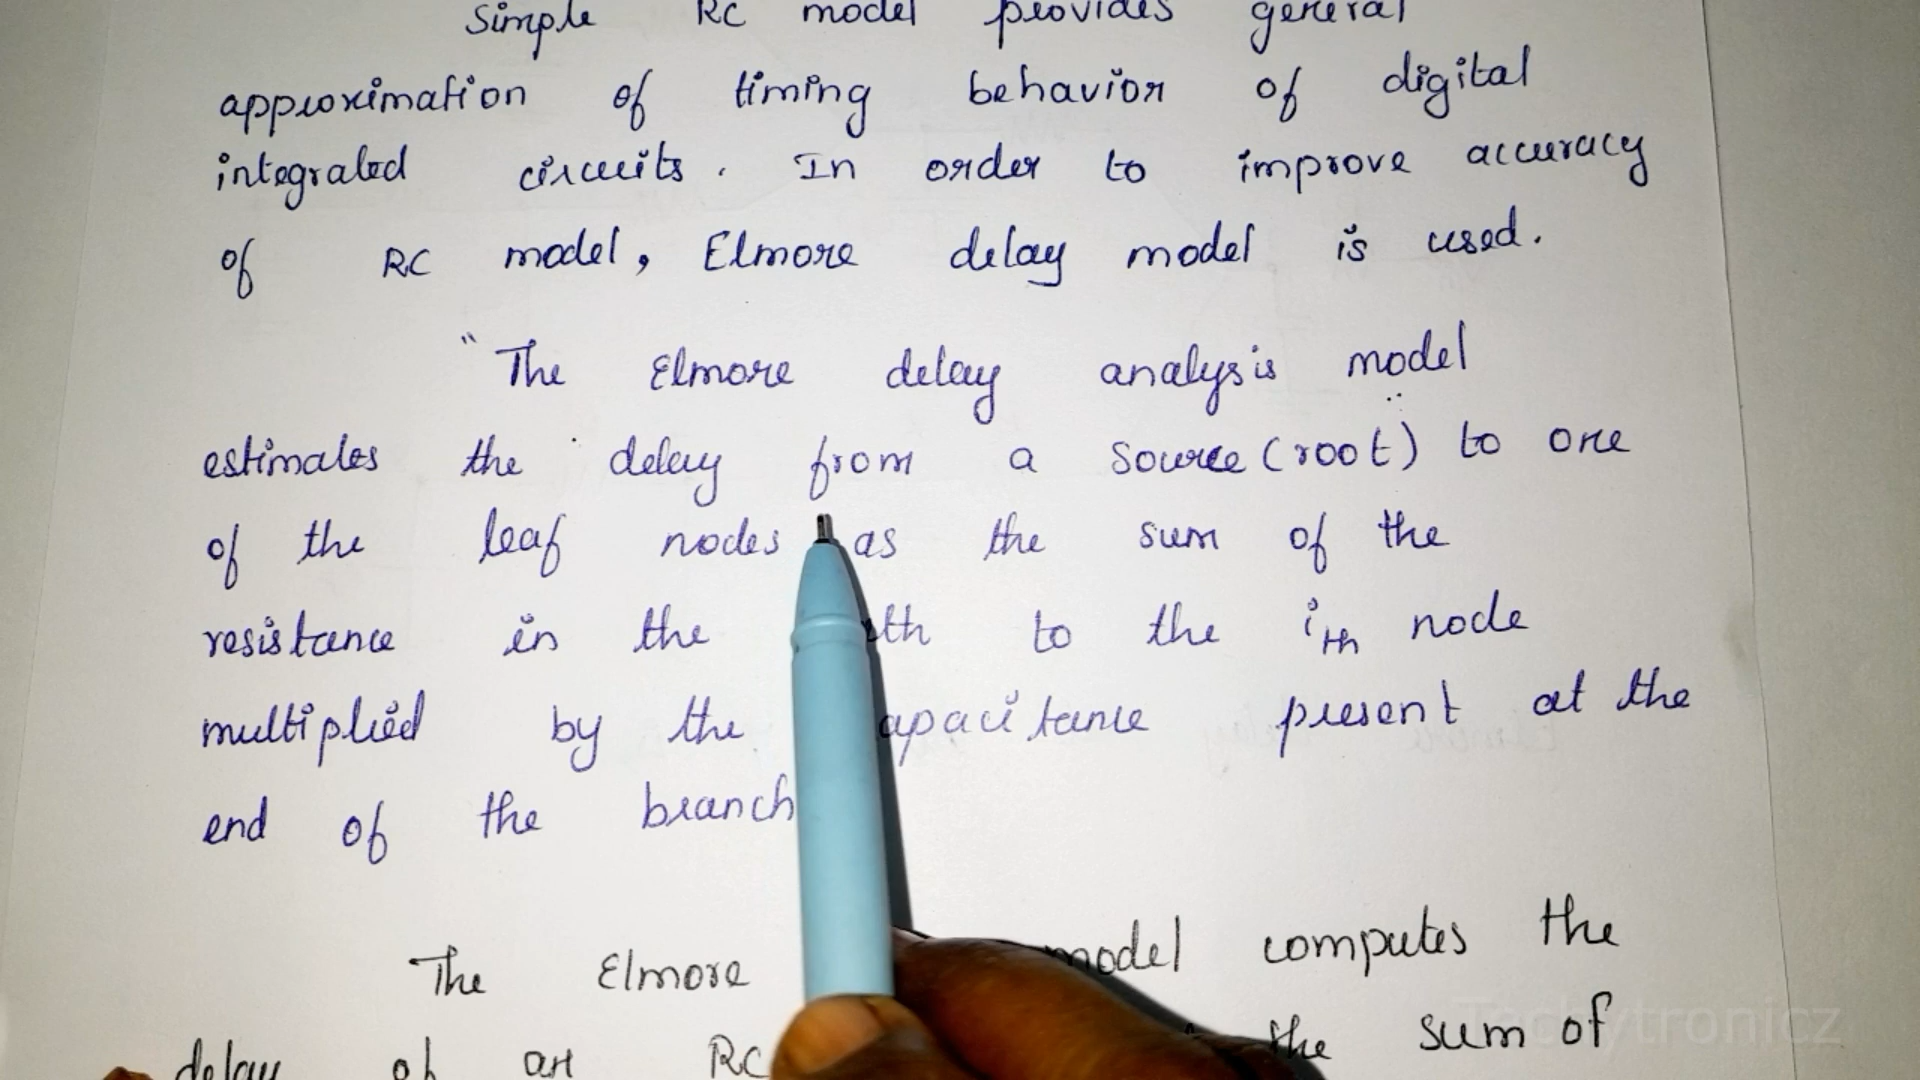 Simple RC model provides general
approximation of timing behavior of digital
integrated circuits. In order to improve accuracy
of RC model, Elmore delay model is used.
"The Elmore delay analysis model
estimates the delay from a source (root) to one
of the leaf nodes as the sum of the
resistance in the to the ith node
multiplied by the apacitance present at the
end of the branch
The Elmore model computes the
delay of an RC the sum of
Techytronicz